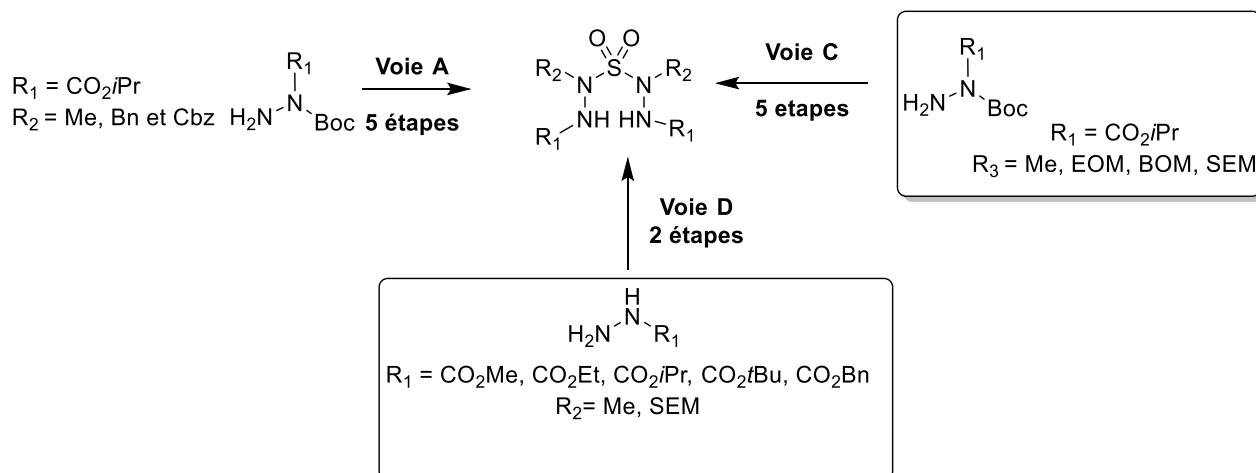 R1 = CO2iPr
R2 = Me, Bn et Cbz
R1
H2N N
Boc
Voie A
5 étapes
O O
R2 S R2
N N
NH HN
R1 R1
Voie C
5 etapes
R1
H2N N
Boc
R1 = CO2iPr
R3 = Me, EOM, BOM, SEM
Voie D
2 étapes
H
N
H2N R1
R1 = CO2Me, CO2Et, CO2iPr, CO2tBu, CO2Bn
R2= Me, SEM